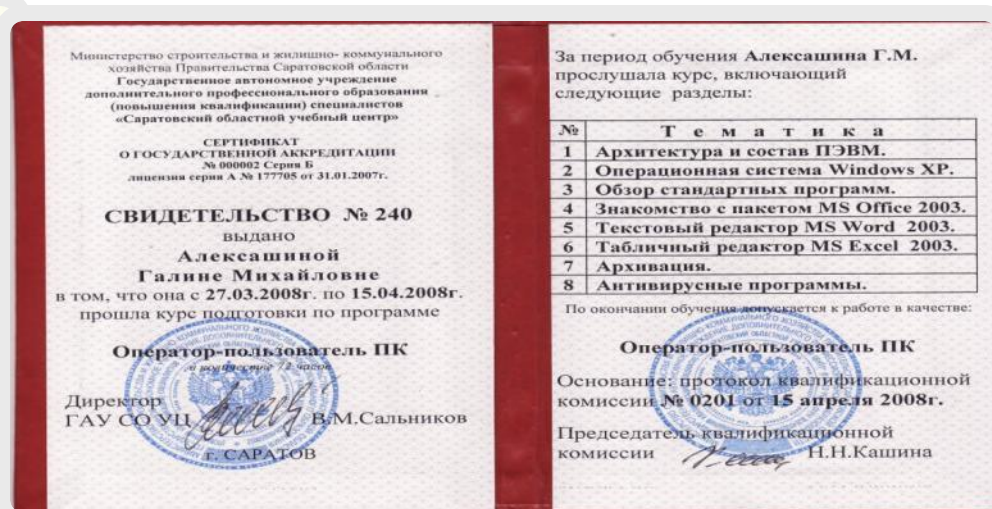 Министерство строительства и жилищно- коммунального
хозяйства Правительства Саратовской области
Государственное автономное учреждение
дополнительного профессионального образования
(повышения квалификации) специалистов
«Саратовский областной учебный центр»
СЕРТИФИКАТ
О ГОСУДАРСТВЕННОЙ АККРЕДИТАЦИИ
№ 000002 Серия Б
лицензия серия А № 177705 от 31.01.2007г.
СВИДЕТЕЛЬСТВО № 240
выдано
Алексашиной
Галине Михайловне
в том, что она с 27.03.2008г. по 15.04.2008г.
прошла курс подготовки по программе
Оператор-пользователь ПК
в количестве 72 часов
Директор
ГАУ СО УЦ В.М.Сальников
г. САРАТОВ
За период обучения Алексашина Г.М.
прослушала курс, включающий
следующие разделы:
№ Тематика
1 Архитектура и состав ПЭВМ.
2 Операционная система Windows XP.
3 Обзор стандартных программ.
4 Знакомство с пакетом MS Office 2003.
5 Текстовый редактор MS Word 2003.
6 Табличный редактор MS Excel 2003.
7 Архивация.
8 Антивирусные программы.
По окончании обучения допускается к работе в качестве:
Оператор-пользователь ПК
Основание: протокол квалификационной
комиссии № 0201 от 15 апреля 2008г.
Председатель квалификационной
комиссии Н.Н.Кашина